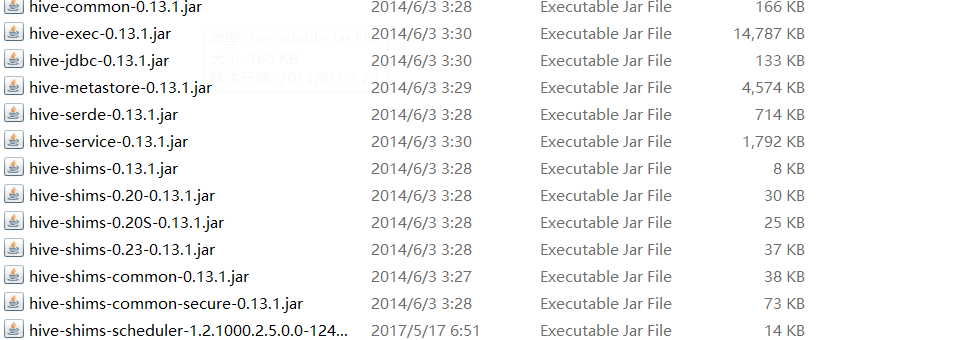 hive-common-0.13.1.jar 2014/6/3 3:28 Executable Jar File 166 KB
hive-exec-0.13.1.jar 2014/6/3 3:30 Executable Jar File 14,787 KB
hive-jdbc-0.13.1.jar 2014/6/3 3:30 Executable Jar File 133 KB
hive-metastore-0.13.1.jar 2014/6/3 3:29 Executable Jar File 4,574 KB
hive-serde-0.13.1.jar 2014/6/3 3:28 Executable Jar File 714 KB
hive-service-0.13.1.jar 2014/6/3 3:30 Executable Jar File 1,792 KB
hive-shims-0.13.1.jar 2014/6/3 3:28 Executable Jar File 8 KB
hive-shims-0.20-0.13.1.jar 2014/6/3 3:28 Executable Jar File 30 KB
hive-shims-0.20S-0.13.1.jar 2014/6/3 3:28 Executable Jar File 25 KB
hive-shims-0.23-0.13.1.jar 2014/6/3 3:28 Executable Jar File 37 KB
hive-shims-common-0.13.1.jar 2014/6/3 3:27 Executable Jar File 38 KB
hive-shims-common-secure-0.13.1.jar 2014/6/3 3:28 Executable Jar File 73 KB
hive-shims-scheduler-1.2.1000.2.5.0.0-124... 2017/5/17 6:51 Executable Jar File 14 KB
类型: Executable Jar File
大小: 165 KB
修改日期: 2014/6/3 3:28